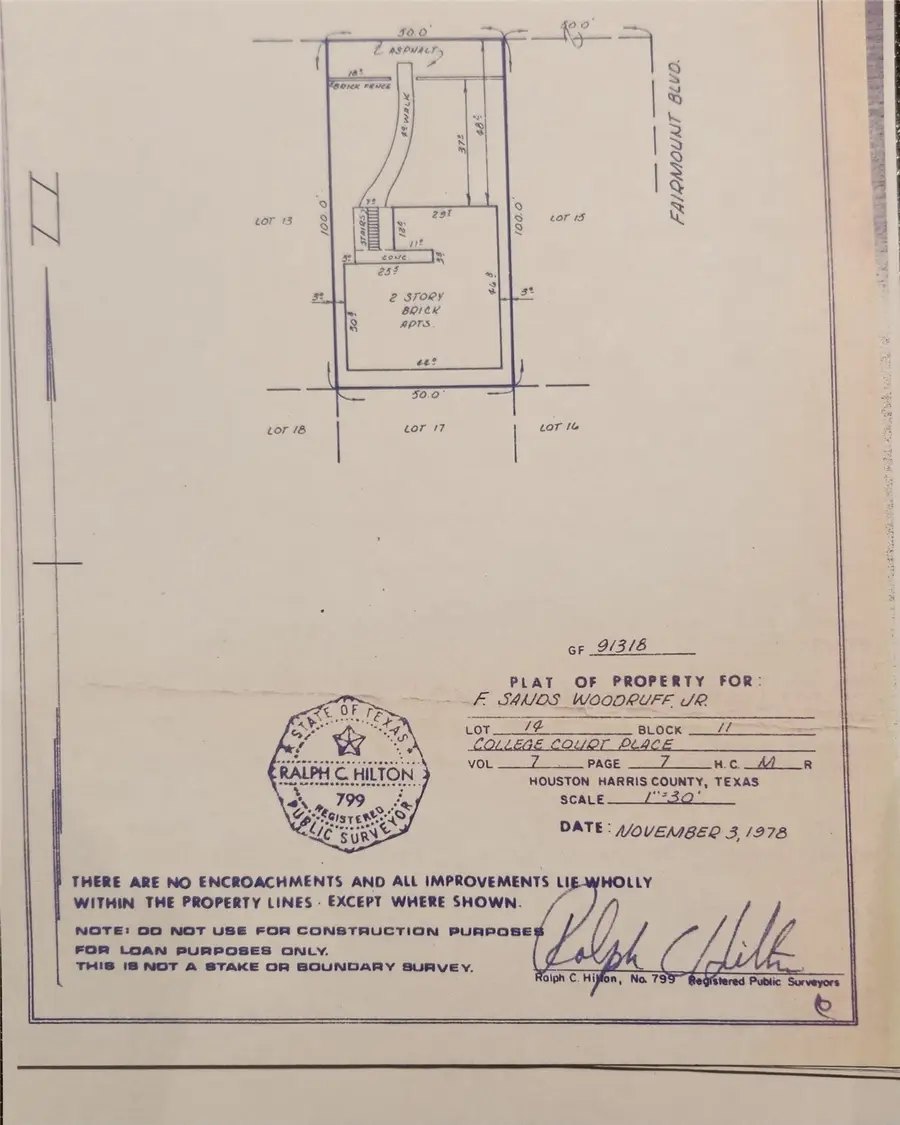 50.0'
50.0'
ASPHALT
BRICK FENCE
WALK
FAIRMOUNT BLVD.
LOT 13
100.0'
100.0'
LOT 15
STAIRS
CONC.
2 STORY
BRICK
APTS.
50.0'
LOT 18
LOT 17
LOT 16
GF 91318
PLAT OF PROPERTY FOR:
F. SANDS WOODRUFF, JR.
LOT 14 BLOCK 11
COLLEGE COURT PLACE
VOL 7 PAGE 7 H.C. M R
HOUSTON HARRIS COUNTY, TEXAS
SCALE 1"=30'
DATE: NOVEMBER 3, 1978
STATE OF TEXAS
RALPH C. HILTON
799
REGISTERED
PUBLIC SURVEYOR
THERE ARE NO ENCROACHMENTS AND ALL IMPROVEMENTS LIE WHOLLY
WITHIN THE PROPERTY LINES · EXCEPT WHERE SHOWN.
NOTE: DO NOT USE FOR CONSTRUCTION PURPOSES
FOR LOAN PURPOSES ONLY.
THIS IS NOT A STAKE OR BOUNDARY SURVEY.
Ralph C Hilton
Ralph C. Hilton, No. 799 Registered Public Surveyors